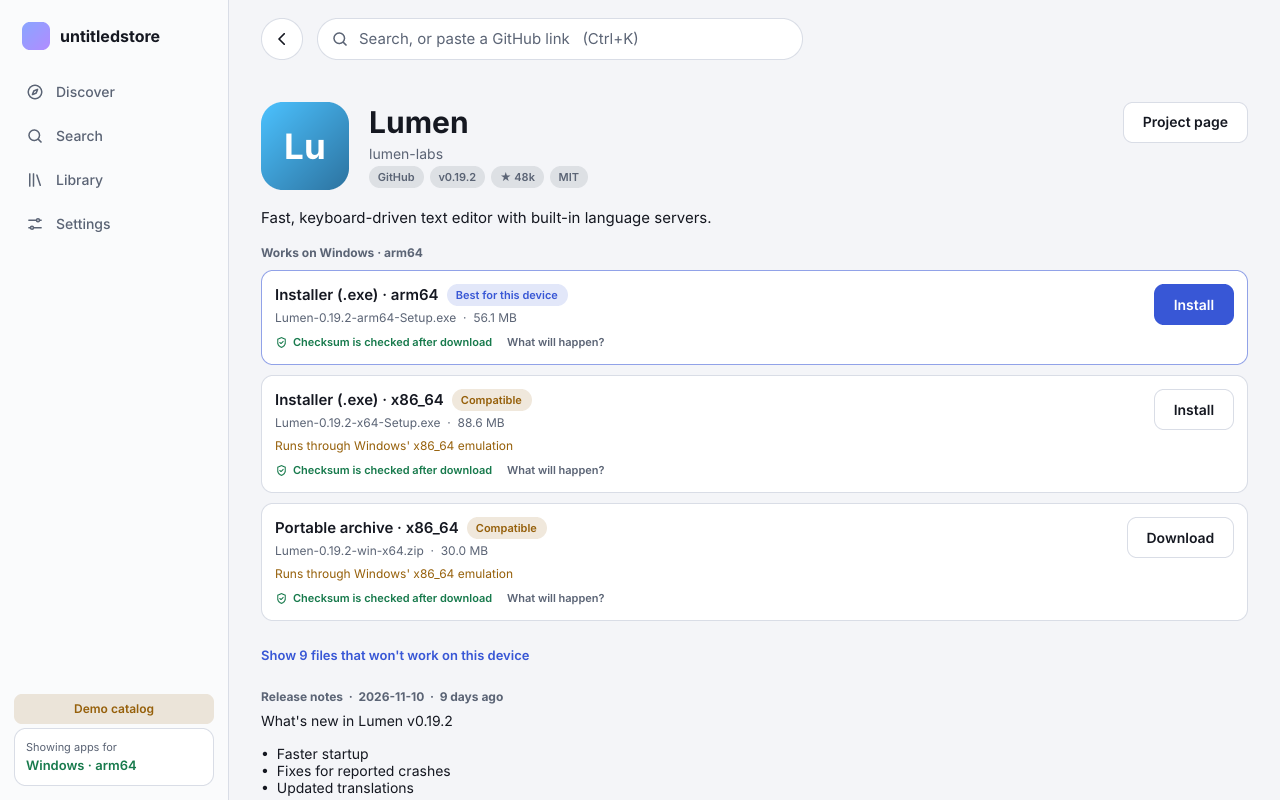 untitledstore
Discover
Search
Library
Settings
Demo catalog
Showing apps for
Windows · arm64
Search, or paste a GitHub link (Ctrl+K)
Lu
Lumen
lumen-labs
GitHub v0.19.2 ★ 48k MIT
Project page
Fast, keyboard-driven text editor with built-in language servers.
Works on Windows · arm64
Installer (.exe) · arm64 Best for this device
Lumen-0.19.2-arm64-Setup.exe · 56.1 MB
Checksum is checked after download What will happen?
Install
Installer (.exe) · x86_64 Compatible
Lumen-0.19.2-x64-Setup.exe · 88.6 MB
Runs through Windows' x86_64 emulation
Checksum is checked after download What will happen?
Install
Portable archive · x86_64 Compatible
Lumen-0.19.2-win-x64.zip · 30.0 MB
Runs through Windows' x86_64 emulation
Checksum is checked after download What will happen?
Download
Show 9 files that won't work on this device
Release notes · 2026-11-10 · 9 days ago
What's new in Lumen v0.19.2
• Faster startup
• Fixes for reported crashes
• Updated translations